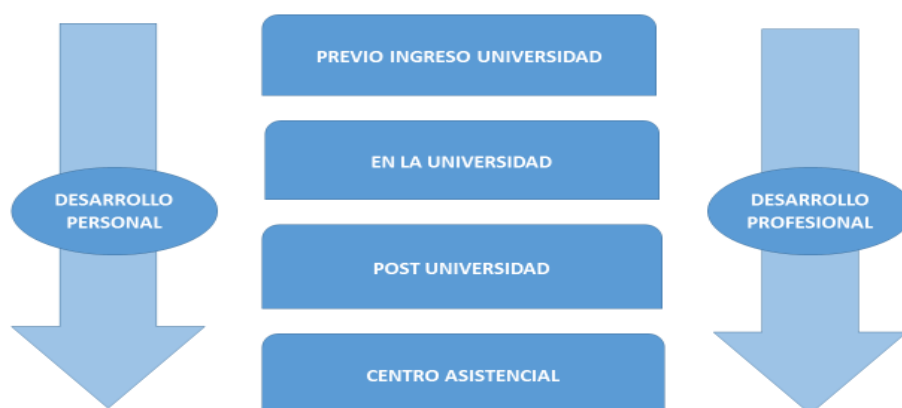 PREVIO INGRESO UNIVERSIDAD
EN LA UNIVERSIDAD
DESARROLLO
PERSONAL
DESARROLLO
PROFESIONAL
POST UNIVERSIDAD
CENTRO ASISTENCIAL